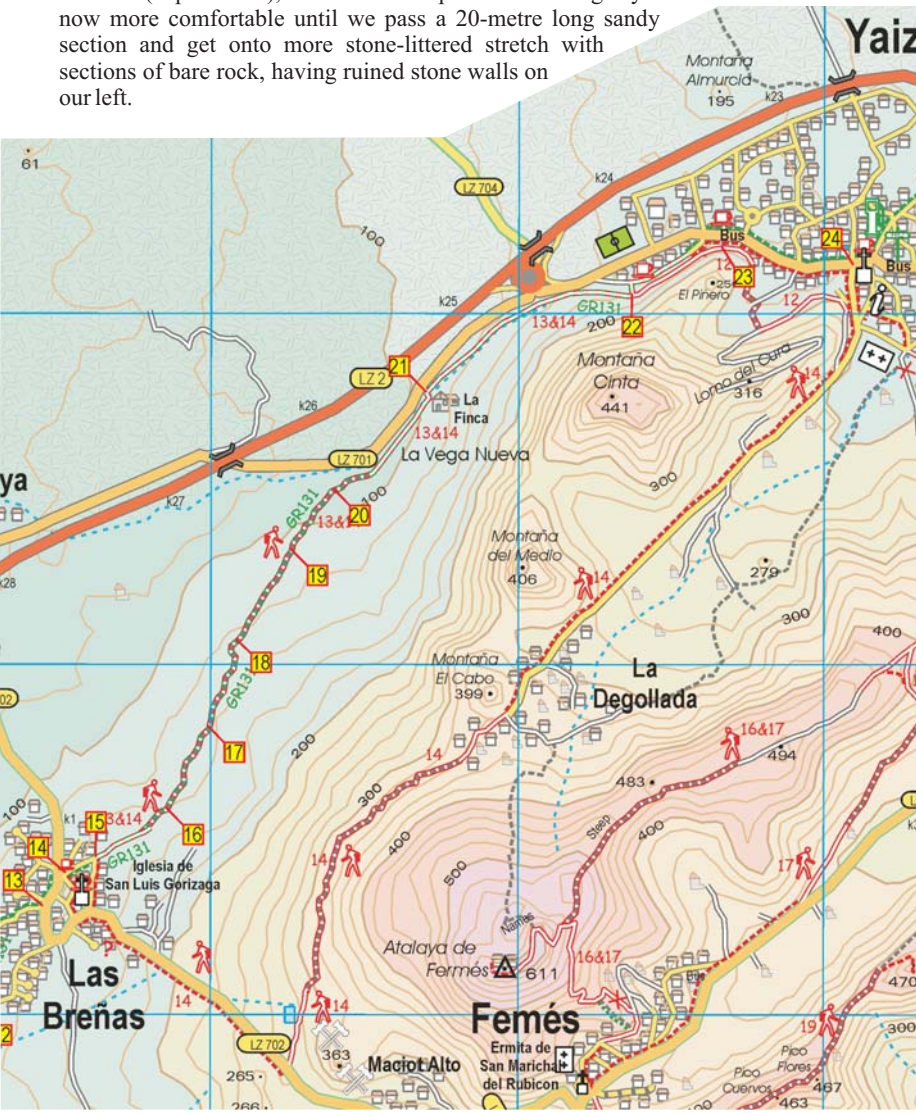 now more comfortable until we pass a 20-metre long sandy
section and get onto more stone-littered stretch with
sections of bare rock, having ruined stone walls on
our left.
Yaiz
Montaña
Almurcia
195
k23
61
k24
LZ 704
100
Bus
24
Bus
12
23
El Pinero
12
k25
GR131
22
13&14
200
Montaña
Cinta
441
Lomo del Cura
316
14
21
LZ 2
k26
La
Finca
13&14
La Vega Nueva
LZ 701
300
ya
k27
GR131
100
20
k28
19
Montaña
del Medio
406
14
279
300
400
18
Montaña
El Cabo
399
La
Degollada
GR131
17
14
16&17
494
200
483
300
Steep
400
400
100
k1
15
3&14
16
14
GR131
13
Iglesia de
San Luis Gorizaga
14
500
17
Names
Atalaya de
Fermés
611
16&17
Bus
470
?
Las
Breñas
14
14
Femés
19
300
LZ 702
363
Maciot Alto
Ermita de
San Maricha
del Rubicon
Pico
Flores
467
Pico
Cuervos
463
265
266